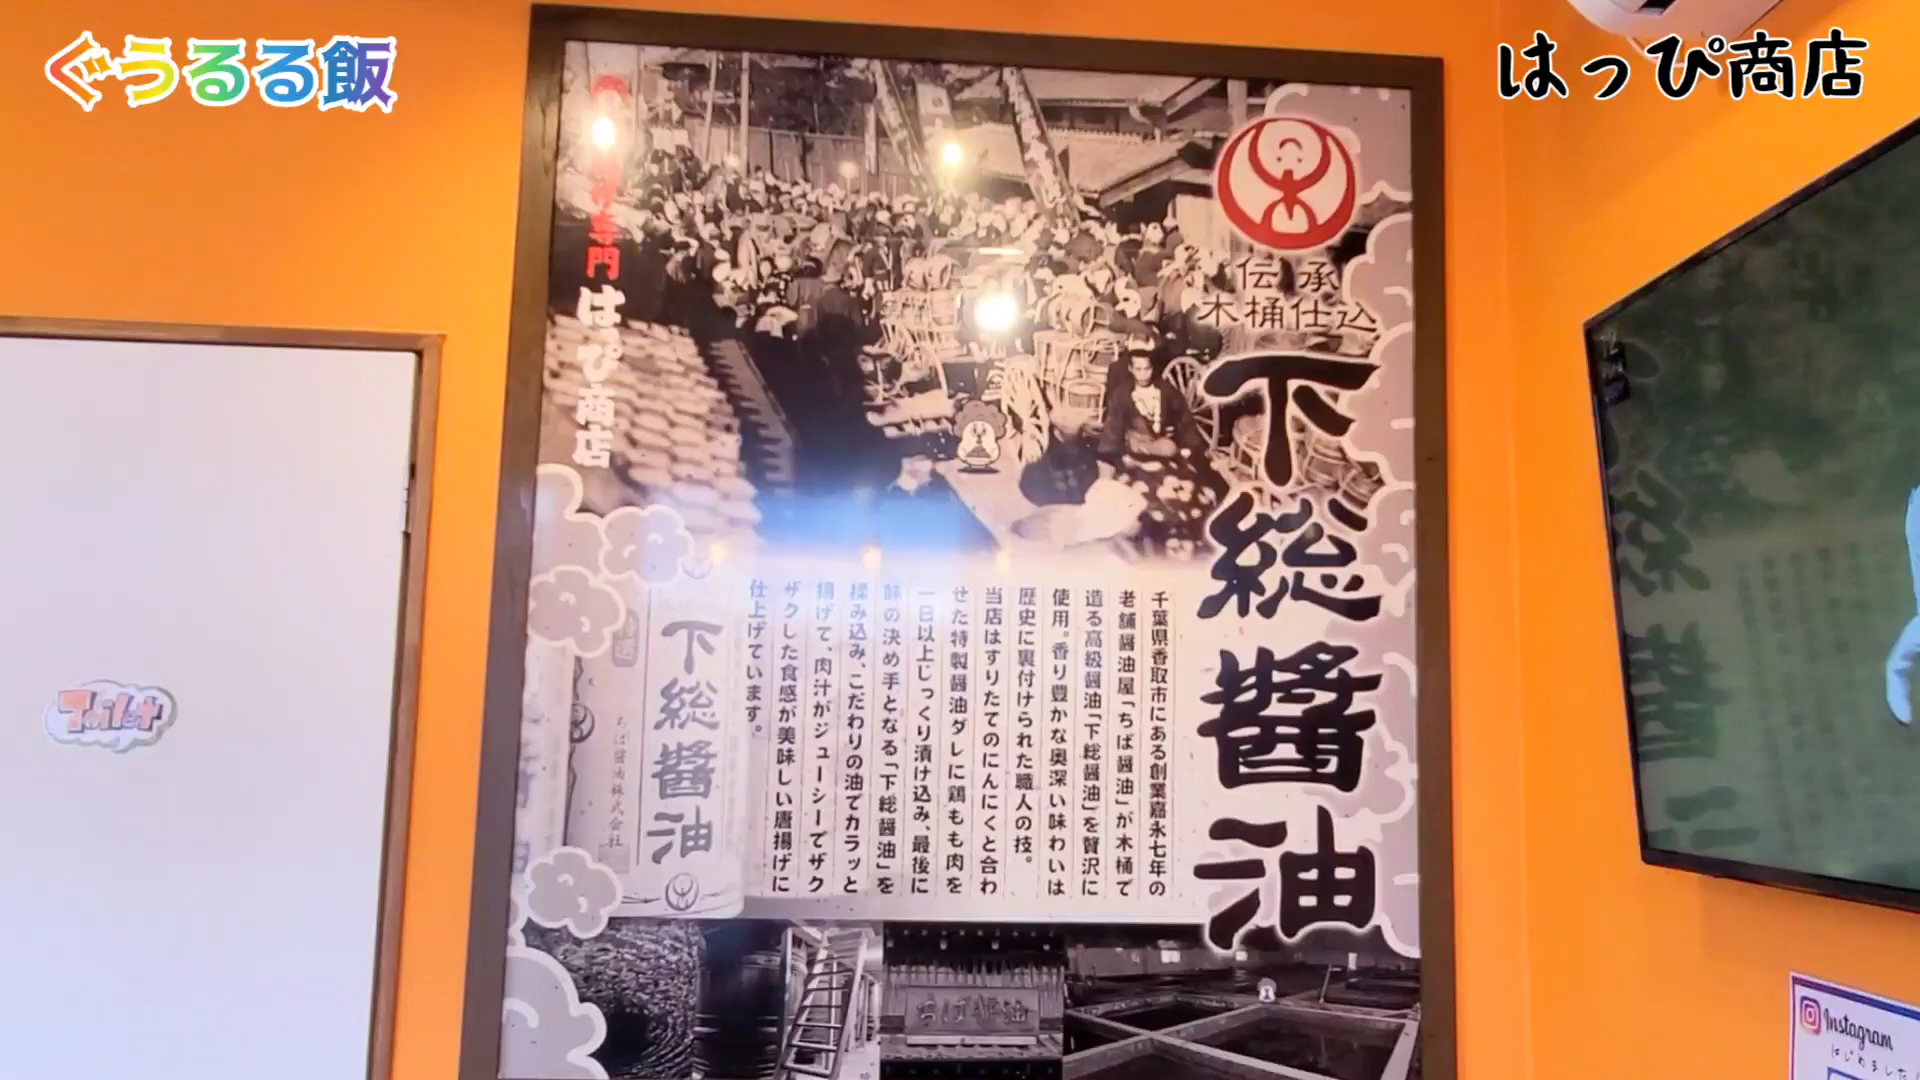 ぐうるる飯
はっぴ商店
伝承
木桶仕込
下総醬油
専門
はっぴ商店
千葉県香取市にある創業嘉永七年の
老舗醤油屋「ちば醤油」が木桶で
造る高級醤油「下総醤油」を贅沢に
使用。香り豊かな奥深い味わいは
歴史に裏付けられた職人の技。
当店はすりたてのにんにくと合わ
せた特製醤油ダレに鶏もも肉を
一日以上じっくり漬け込み、最後に
味の決め手となる「下総醤油」を
揉み込み、こだわりの油でカラッと
揚げて、肉汁がジューシーでザク
ザクした食感が美味しい唐揚げに
仕上げています。
下総醬油
ちば醤油株式会社
Toilet
Instagram
はじめました